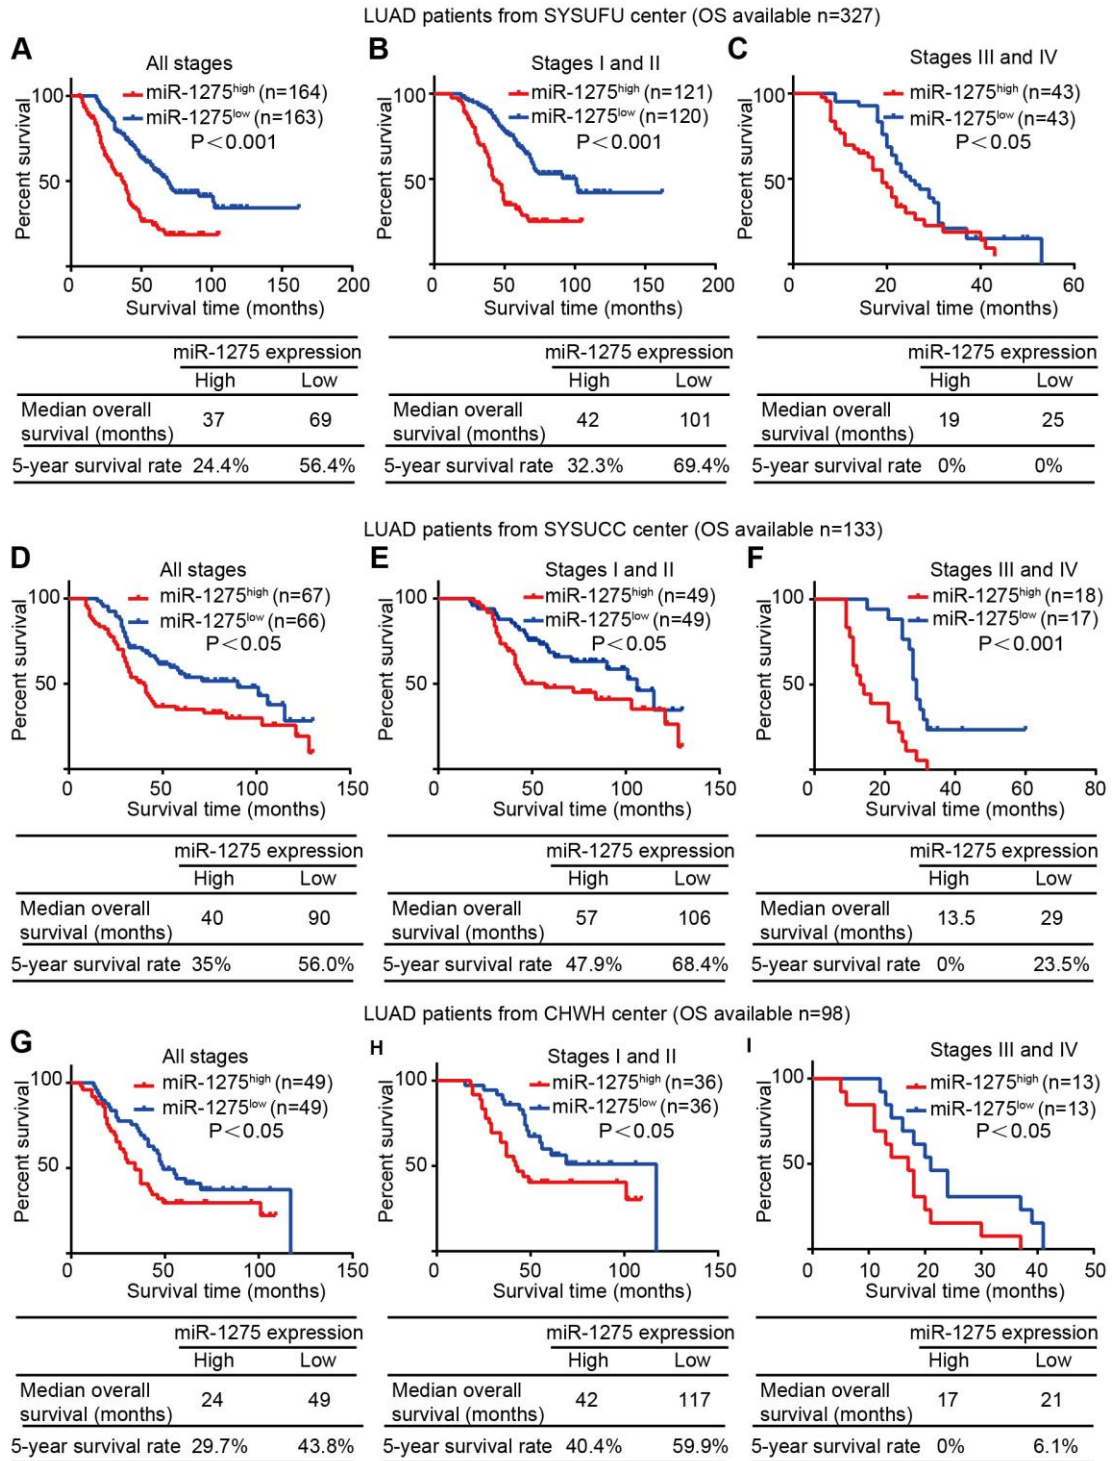 LUAD patients from SYSUFU center (OS available n=327)
A
All stages
miR-1275high (n=164)
miR-1275low (n=163)
P<0.001
Percent survival
100
50
0 50 100 150 200
Survival time (months)
miR-1275 expression
High Low
Median overall survival (months) 37 69
5-year survival rate 24.4% 56.4%
B
Stages I and II
miR-1275high (n=121)
miR-1275low (n=120)
P<0.001
Percent survival
100
50
0 50 100 150 200
Survival time (months)
miR-1275 expression
High Low
Median overall survival (months) 42 101
5-year survival rate 32.3% 69.4%
C
Stages III and IV
miR-1275high (n=43)
miR-1275low (n=43)
P<0.05
Percent survival
100
50
0 20 40 60
Survival time (months)
miR-1275 expression
High Low
Median overall survival (months) 19 25
5-year survival rate 0% 0%
LUAD patients from SYSUCC center (OS available n=133)
D
All stages
miR-1275high (n=67)
miR-1275low (n=66)
P<0.05
Percent survival
100
50
0 50 100 150
Survival time (months)
miR-1275 expression
High Low
Median overall survival (months) 40 90
5-year survival rate 35% 56.0%
E
Stages I and II
miR-1275high (n=49)
miR-1275low (n=49)
P<0.05
Percent survival
100
50
0 50 100 150
Survival time (months)
miR-1275 expression
High Low
Median overall survival (months) 57 106
5-year survival rate 47.9% 68.4%
F
Stages III and IV
miR-1275high (n=18)
miR-1275low (n=17)
P<0.001
Percent survival
100
50
0 20 40 60 80
Survival time (months)
miR-1275 expression
High Low
Median overall survival (months) 13.5 29
5-year survival rate 0% 23.5%
LUAD patients from CHWH center (OS available n=98)
G
All stages
miR-1275high (n=49)
miR-1275low (n=49)
P<0.05
Percent survival
100
50
0 50 100 150
Survival time (months)
miR-1275 expression
High Low
Median overall survival (months) 24 49
5-year survival rate 29.7% 43.8%
H
Stages I and II
miR-1275high (n=36)
miR-1275low (n=36)
P<0.05
Percent survival
100
50
0 50 100 150
Survival time (months)
miR-1275 expression
High Low
Median overall survival (months) 42 117
5-year survival rate 40.4% 59.9%
I
Stages III and IV
miR-1275high (n=13)
miR-1275low (n=13)
P<0.05
Percent survival
100
50
0 10 20 30 40 50
Survival time (months)
miR-1275 expression
High Low
Median overall survival (months) 17 21
5-year survival rate 0% 6.1%